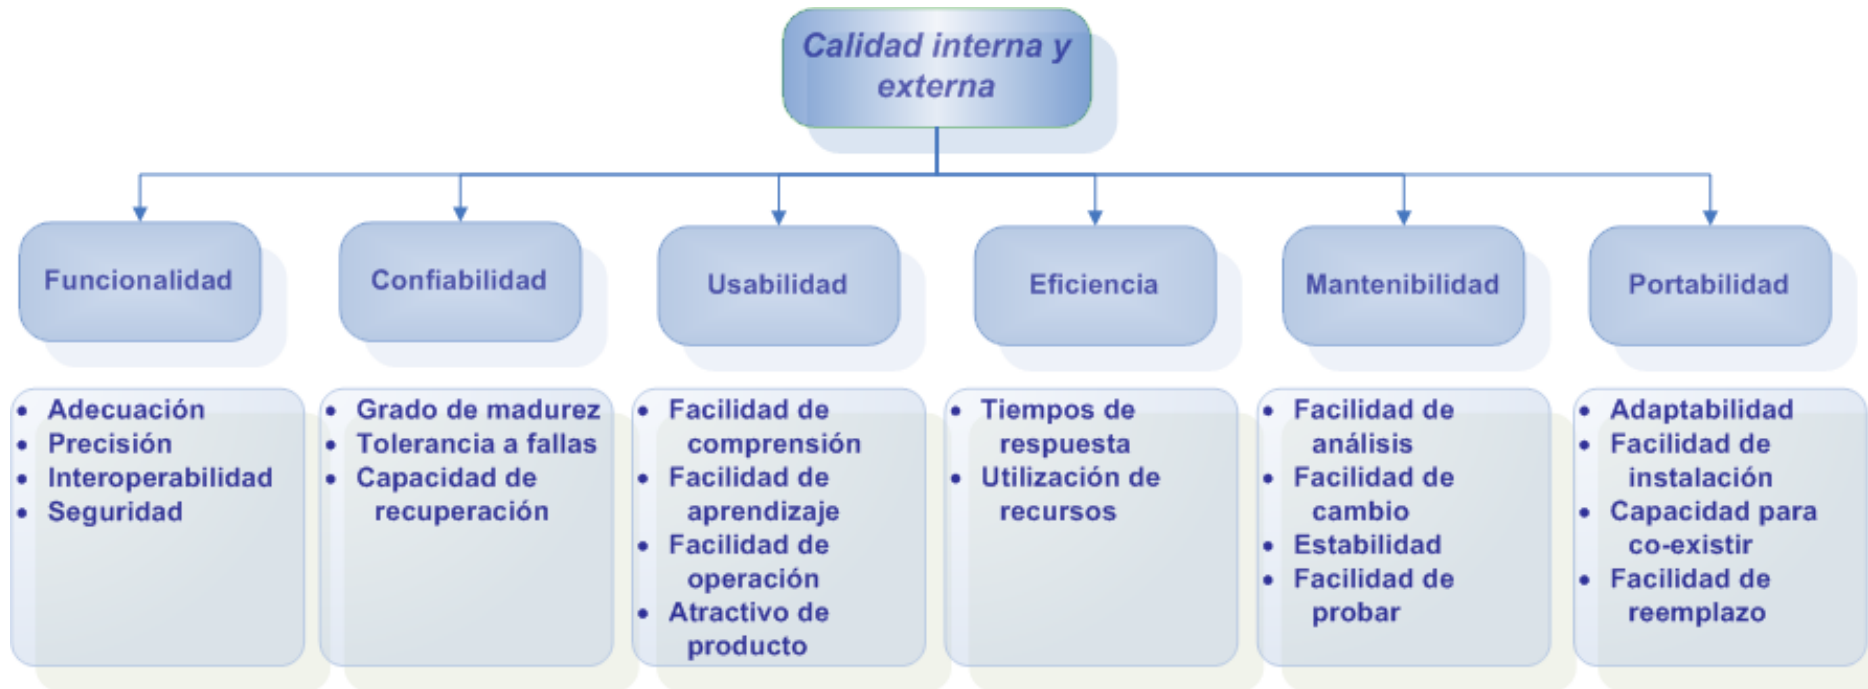 Calidad interna y
externa
Funcionalidad
Confiabilidad
Usabilidad
Eficiencia
Mantenibilidad
Portabilidad
• Adecuación
• Precisión
• Interoperabilidad
• Seguridad
• Grado de madurez
• Tolerancia a fallas
• Capacidad de
recuperación
• Facilidad de
comprensión
• Facilidad de
aprendizaje
• Facilidad de
operación
• Atractivo de
producto
• Tiempos de
respuesta
• Utilización de
recursos
• Facilidad de
análisis
• Facilidad de
cambio
• Estabilidad
• Facilidad de
probar
• Adaptabilidad
• Facilidad de
instalación
• Capacidad para
co-existir
• Facilidad de
reemplazo